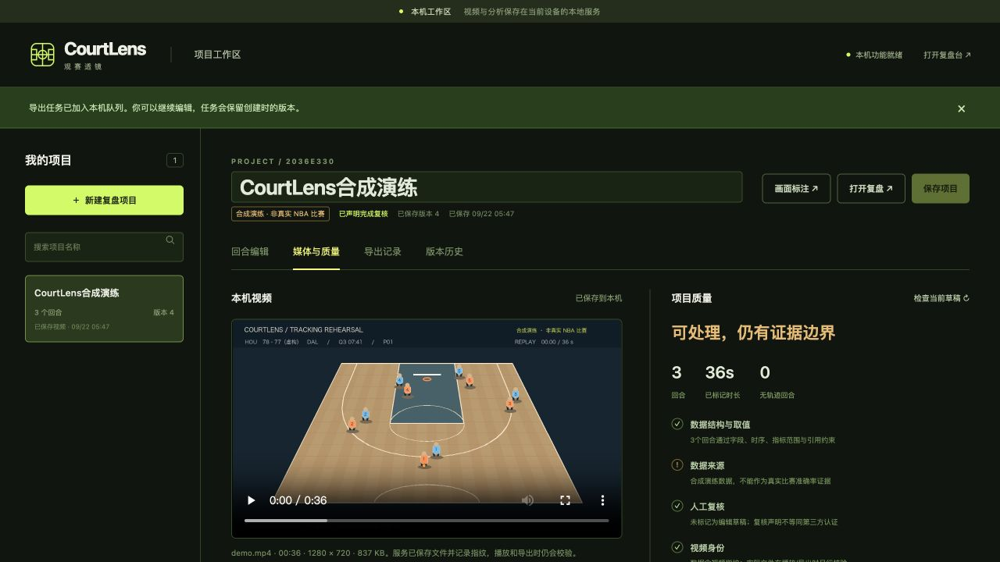 本机工作区 视频与分析保存在当前设备的本地服务
CourtLens
观赛透镜
项目工作区
本机功能就绪
打开复盘台 ↗
导出任务已加入本机队列。你可以继续编辑，任务会保留创建时的版本。
×
我的项目
1
+ 新建复盘项目
搜索项目名称
CourtLens合成演练
3 个回合 版本 4
已保存视频 · 09/22 05:47
PROJECT / 2036E330
CourtLens合成演练
画面标注 ↗
打开复盘 ↗
保存项目
合成演练 · 非真实 NBA 比赛 已声明完成复核 已保存版本 4 已保存 09/22 05:47
回合编辑 媒体与质量 导出记录 版本历史
本机视频 已保存到本机
COURTLENS / TRACKING REHEARSAL 合成演练 · 非真实 NBA 比赛
HOU 78 - 77 (虚构) DAL / Q3 07:41 / P01 REPLAY 00:00 / 36 s
0:00 / 0:36
demo.mp4 · 00:36 · 1280 × 720 · 837 KB。服务已保存文件并记录指纹，播放和导出时仍会校验。
项目质量 检查当前草稿 ↻
可处理，仍有证据边界
3 36s 0
回合 已标记时长 无轨迹回合
数据结构与取值
3个回合通过字段、时序、指标范围与引用约束
数据来源
合成演练数据，不能作为真实比赛准确率证据
人工复核
未标记为编辑草稿；复核声明不等同第三方认证
视频身份